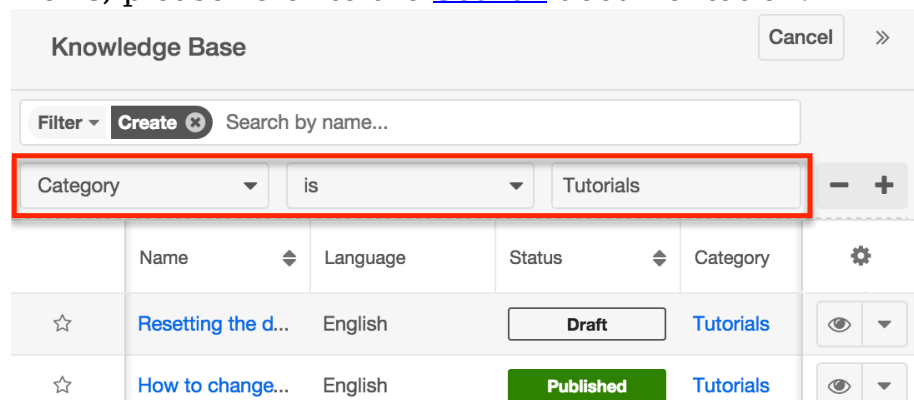 Knowledge Base
Cancel
Filter
Create
Search by name...
Category
is
Tutorials
Name
Language
Status
Category
Resetting the d...
English
Draft
Tutorials
How to change...
English
Published
Tutorials